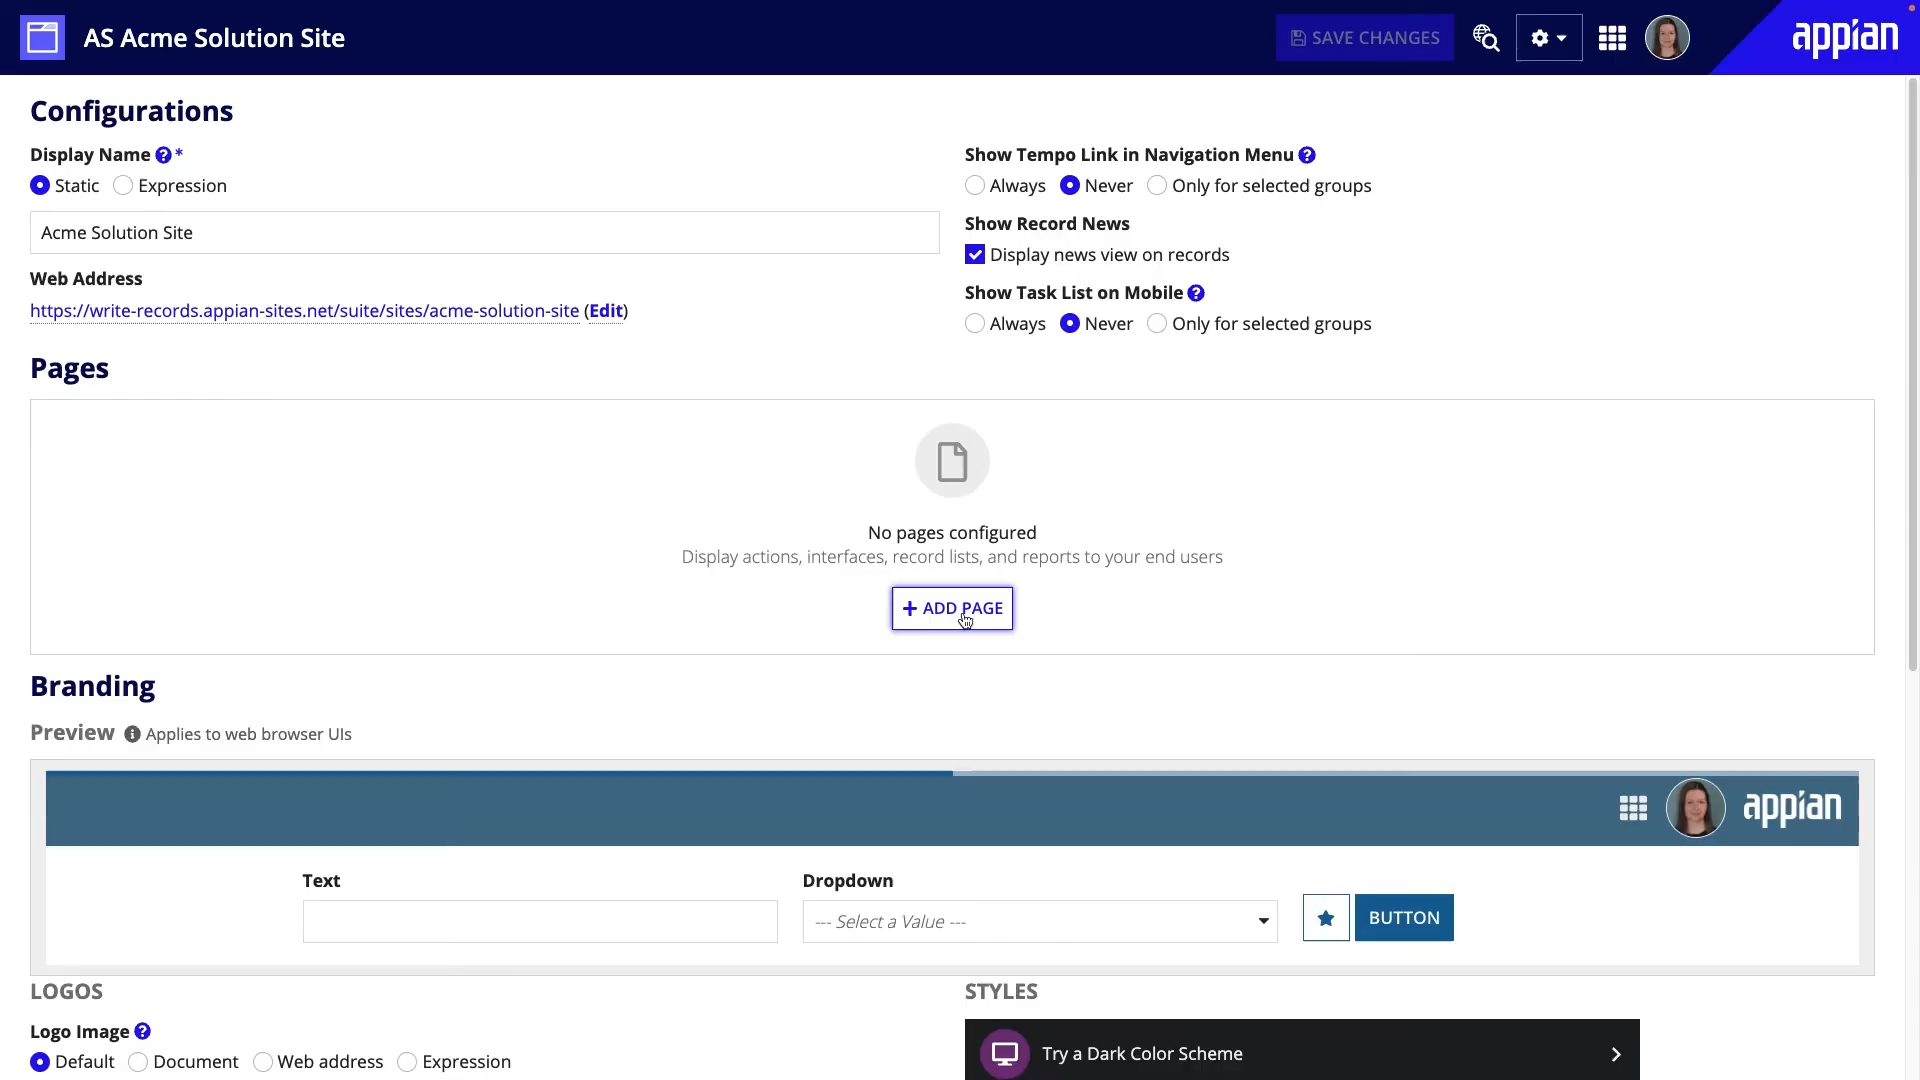 AS Acme Solution Site
SAVE CHANGES
appian
Configurations
Display Name *
Static Expression
Acme Solution Site
Web Address
https://write-records.appian-sites.net/suite/sites/acme-solution-site (Edit)
Show Tempo Link in Navigation Menu
Always Never Only for selected groups
Show Record News
Display news view on records
Show Task List on Mobile
Always Never Only for selected groups
Pages
No pages configured
Display actions, interfaces, record lists, and reports to your end users
+ ADD PAGE
Branding
Preview Applies to web browser UIs
appian
Text
Dropdown
--- Select a Value ---
BUTTON
LOGOS
Logo Image
Default Document Web address Expression
STYLES
Try a Dark Color Scheme